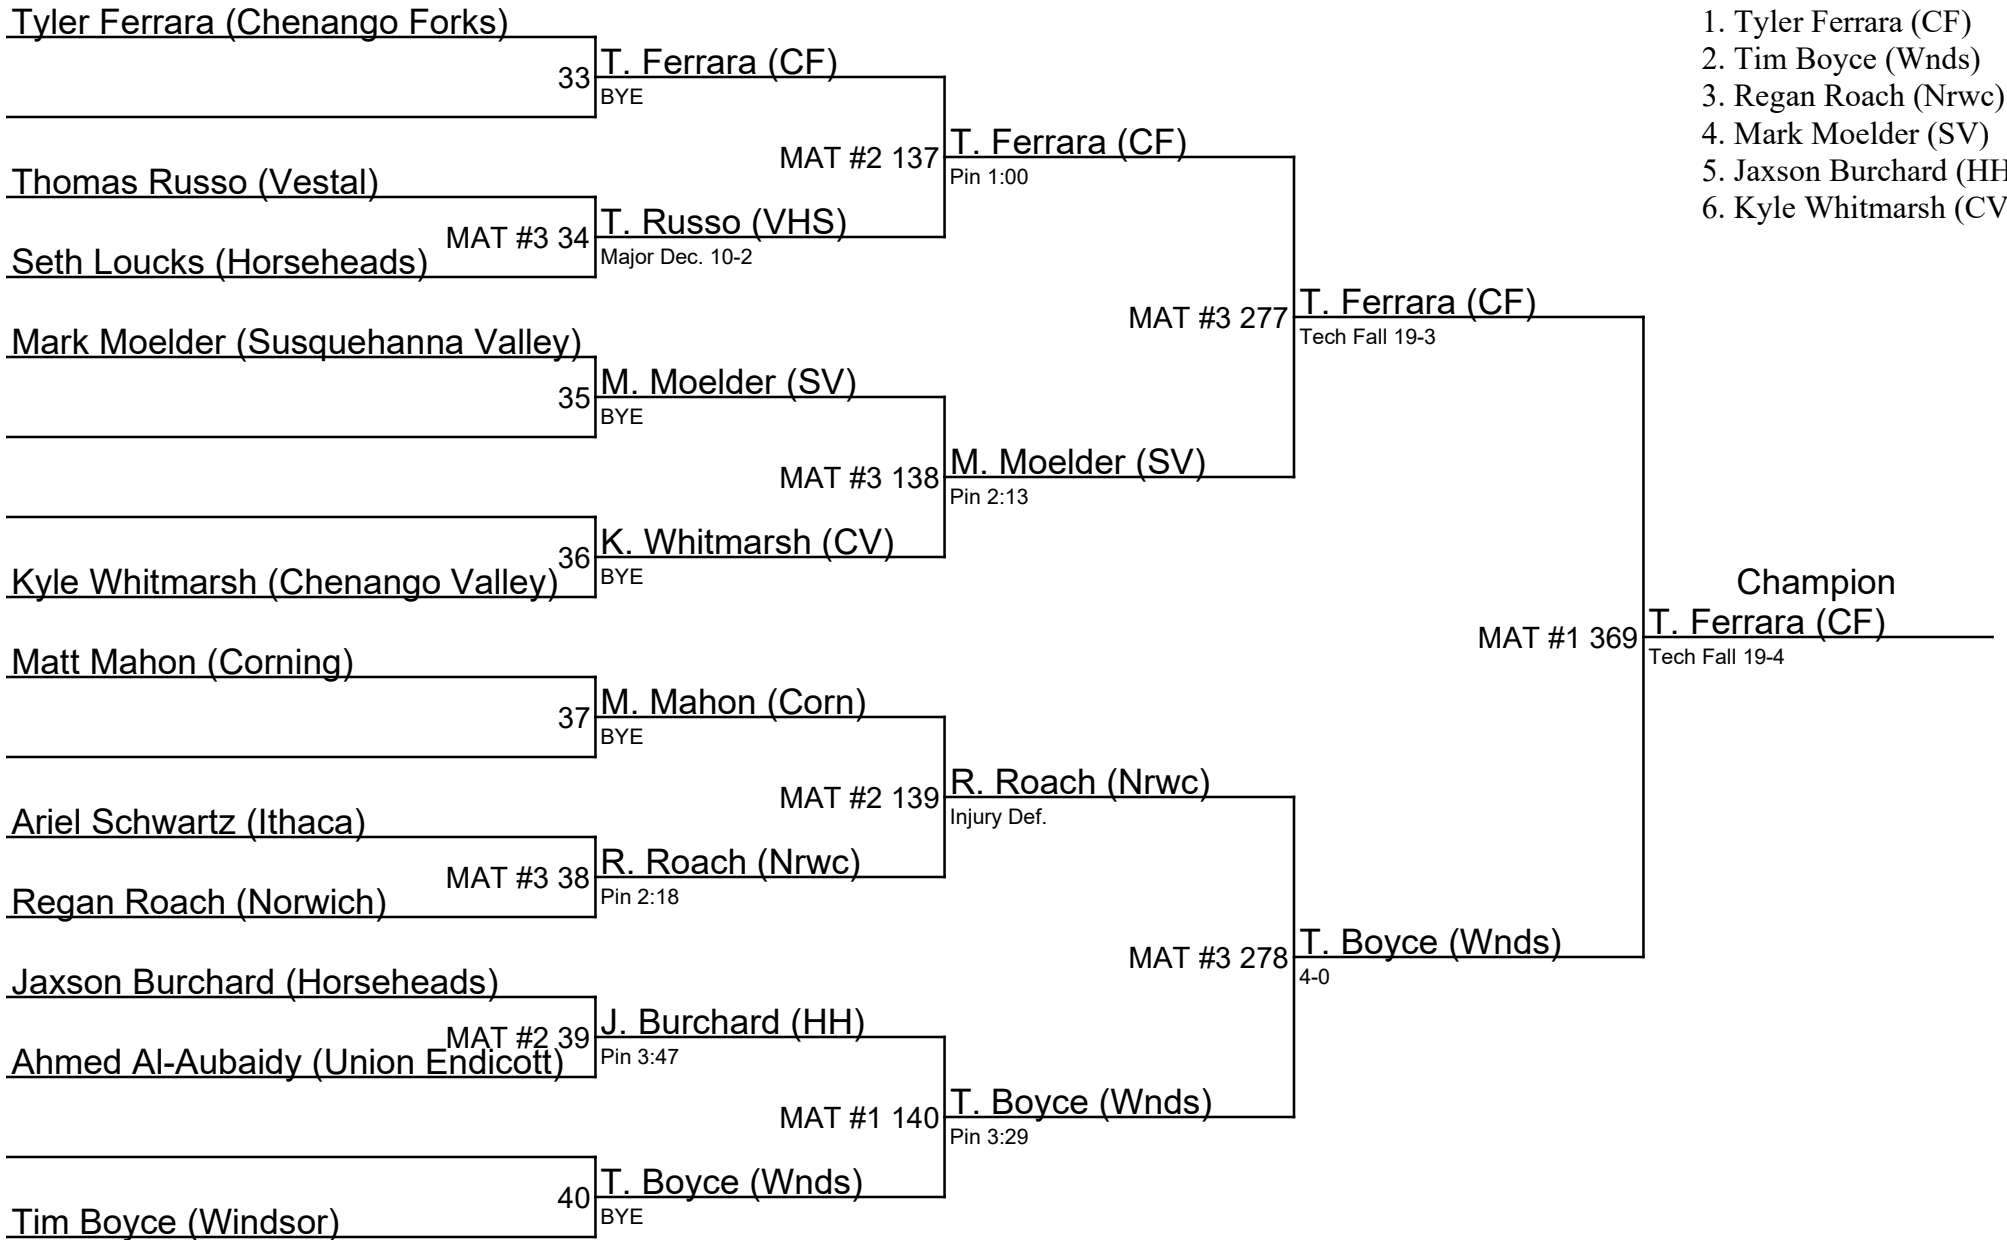 Tyler Ferrara (Chenango Forks)
33
T. Ferrara (CF)
BYE
MAT #2 137
T. Ferrara (CF)
Pin 1:00
Thomas Russo (Vestal)
MAT #3 34
T. Russo (VHS)
Major Dec. 10-2
Seth Loucks (Horseheads)
MAT #3 277
T. Ferrara (CF)
Tech Fall 19-3
Mark Moelder (Susquehanna Valley)
35
M. Moelder (SV)
BYE
MAT #3 138
M. Moelder (SV)
Pin 2:13
36
K. Whitmarsh (CV)
BYE
Kyle Whitmarsh (Chenango Valley)
Champion
MAT #1 369
T. Ferrara (CF)
Tech Fall 19-4
Matt Mahon (Corning)
37
M. Mahon (Corn)
BYE
MAT #2 139
R. Roach (Nrwc)
Injury Def.
Ariel Schwartz (Ithaca)
MAT #3 38
R. Roach (Nrwc)
Pin 2:18
Regan Roach (Norwich)
MAT #3 278
T. Boyce (Wnds)
4-0
Jaxson Burchard (Horseheads)
MAT #2 39
J. Burchard (HH)
Pin 3:47
Ahmed Al-Aubaidy (Union Endicott)
MAT #1 140
T. Boyce (Wnds)
Pin 3:29
40
T. Boyce (Wnds)
BYE
Tim Boyce (Windsor)
1. Tyler Ferrara (CF)
2. Tim Boyce (Wnds)
3. Regan Roach (Nrwc)
4. Mark Moelder (SV)
5. Jaxson Burchard (HH
6. Kyle Whitmarsh (CV